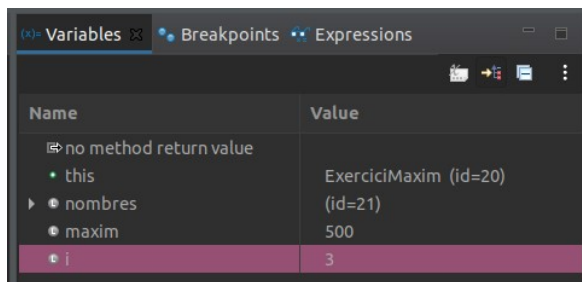 (x)= Variables Breakpoints Expressions
Name Value
no method return value
this ExerciciMaxim (id=20)
nombres (id=21)
maxim 500
i 3